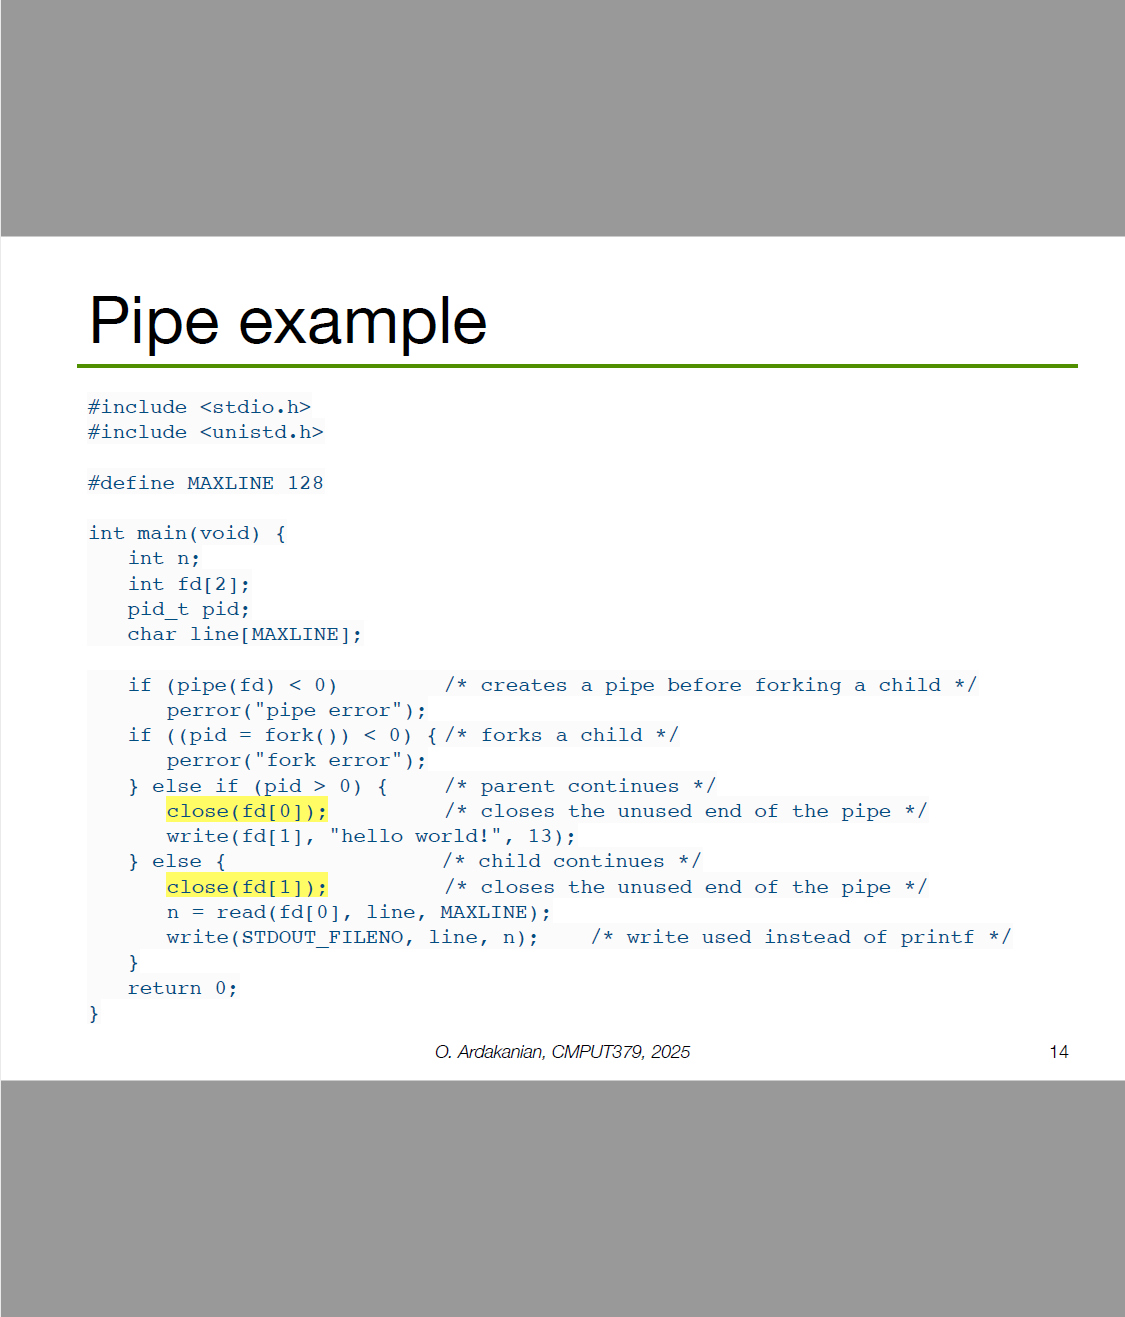 Pipe example
#include <stdio.h>
#include <unistd.h>
#define MAXLINE 128
int main(void) {
int n;
int fd[2];
pid_t pid;
char line[MAXLINE];
if (pipe(fd) < 0) /* creates a pipe before forking a child */
perror("pipe error");
if ((pid = fork()) < 0) { /* forks a child */
perror("fork error");
} else if (pid > 0) { /* parent continues */
close(fd[0]); /* closes the unused end of the pipe */
write(fd[1], "hello world!", 13);
} else { /* child continues */
close(fd[1]); /* closes the unused end of the pipe */
n = read(fd[0], line, MAXLINE);
write(STDOUT_FILENO, line, n); /* write used instead of printf */
}
return 0;
}
O. Ardakanian, CMPUT379, 2025 14